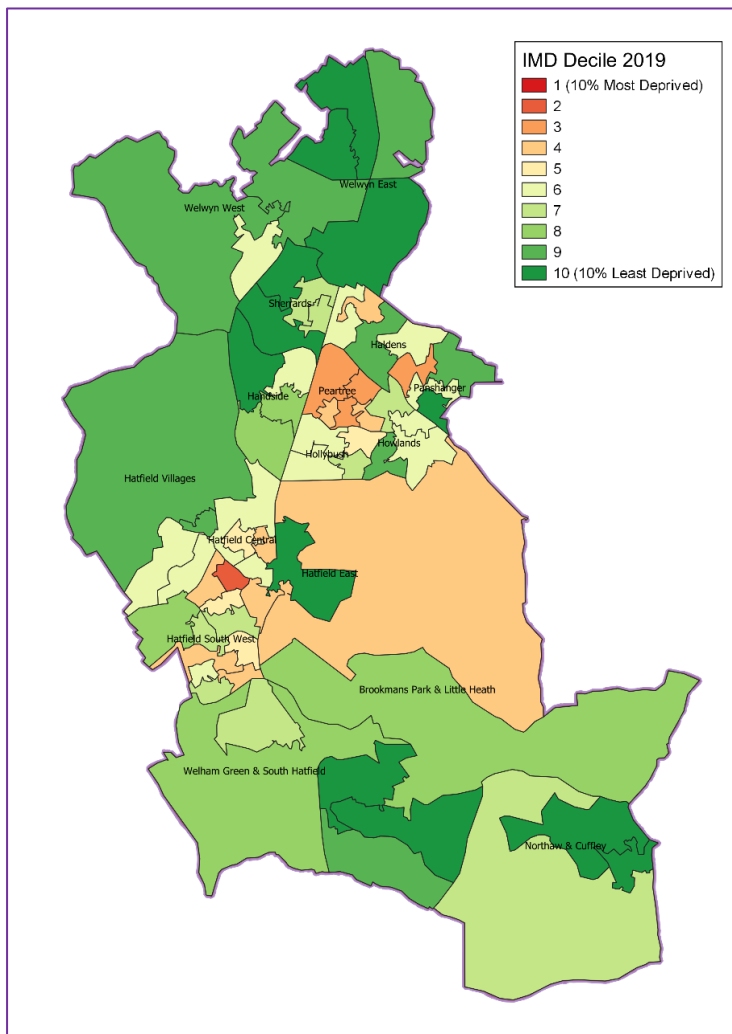 IMD Decile 2019
1 (10% Most Deprived)
2
3
4
5
6
7
8
9
10 (10% Least Deprived)
Welwyn East
Welwyn West
Sherrards
Haldens
Peartree
Panshanger
Handside
Howlands
Hollybush
Hatfield Villages
Hatfield Central
Hatfield East
Hatfield South West
Brookmans Park & Little Heath
Welham Green & South Hatfield
Northaw & Cuffley